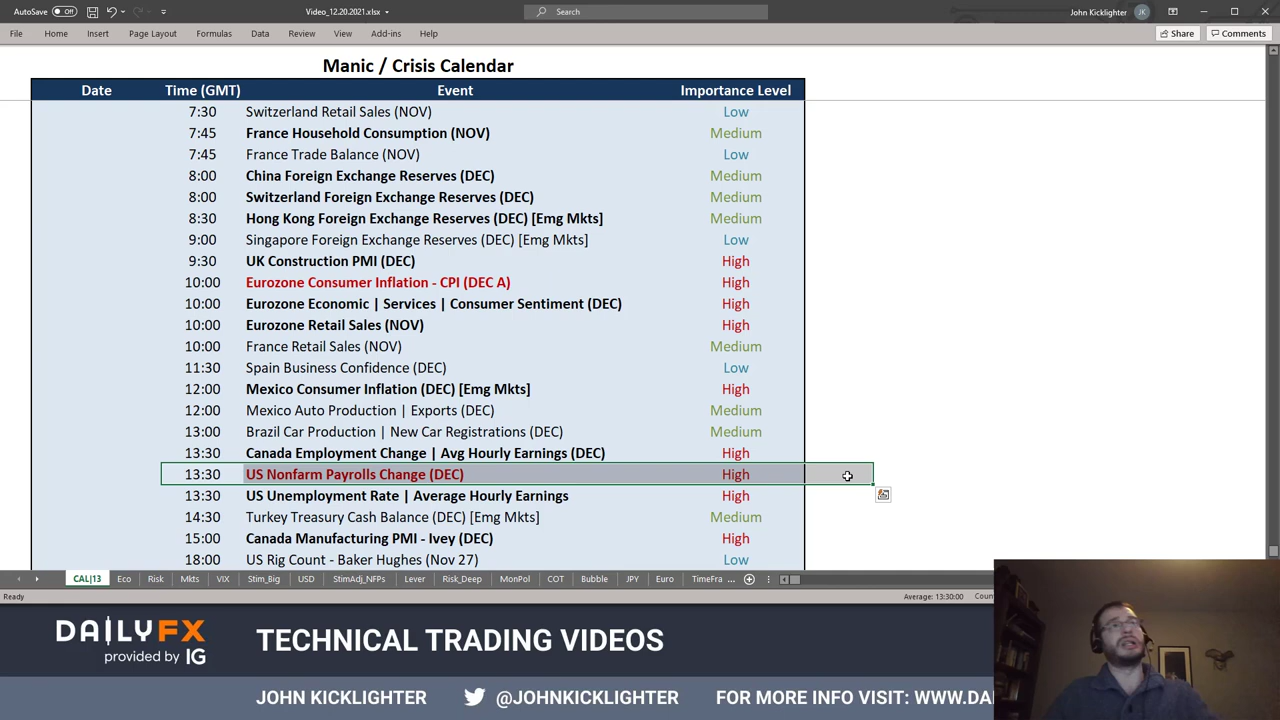 AutoSave Off Video_12.20.2021.xlsx Search John Kicklighter JK
File Home Insert Page Layout Formulas Data Review View Add-ins Help Share Comments
Manic / Crisis Calendar
Date Time (GMT) Event Importance Level
7:30 Switzerland Retail Sales (NOV) Low
7:45 France Household Consumption (NOV) Medium
7:45 France Trade Balance (NOV) Low
8:00 China Foreign Exchange Reserves (DEC) Medium
8:00 Switzerland Foreign Exchange Reserves (DEC) Medium
8:30 Hong Kong Foreign Exchange Reserves (DEC) [Emg Mkts] Medium
9:00 Singapore Foreign Exchange Reserves (DEC) [Emg Mkts] Low
9:30 UK Construction PMI (DEC) High
10:00 Eurozone Consumer Inflation - CPI (DEC A) High
10:00 Eurozone Economic | Services | Consumer Sentiment (DEC) High
10:00 Eurozone Retail Sales (NOV) High
10:00 France Retail Sales (NOV) Medium
11:30 Spain Business Confidence (DEC) Low
12:00 Mexico Consumer Inflation (DEC) [Emg Mkts] High
12:00 Mexico Auto Production | Exports (DEC) Medium
13:00 Brazil Car Production | New Car Registrations (DEC) Medium
13:30 Canada Employment Change | Avg Hourly Earnings (DEC) High
13:30 US Nonfarm Payrolls Change (DEC) High
13:30 US Unemployment Rate | Average Hourly Earnings High
14:30 Turkey Treasury Cash Balance (DEC) [Emg Mkts] Medium
15:00 Canada Manufacturing PMI - Ivey (DEC) High
18:00 US Rig Count - Baker Hughes (Nov 27) Low
CAL|13 Eco Risk Mkts VIX Stim_Big USD StimAdj_NFPs Lever Risk_Deep MonPol COT Bubble JPY Euro TimeFra ...
Ready Average: 13:30:00 Coun
DAILYFX
provided by IG
TECHNICAL TRADING VIDEOS
JOHN KICKLIGHTER @JOHNKICKLIGHTER FOR MORE INFO VISIT: WWW.DA